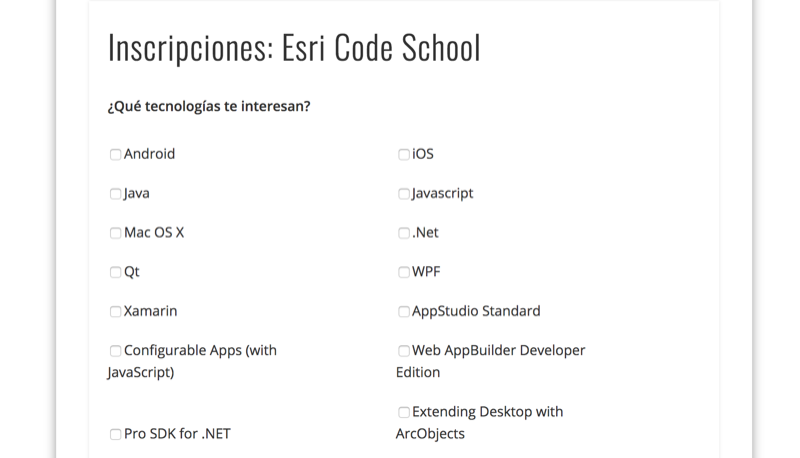 Inscripciones: Esri Code School
¿Qué tecnologías te interesan?
Android
iOS
Java
Javascript
Mac OS X
.Net
Qt
WPF
Xamarin
AppStudio Standard
Configurable Apps (with
JavaScript)
Web AppBuilder Developer
Edition
Pro SDK for .NET
Extending Desktop with
ArcObjects